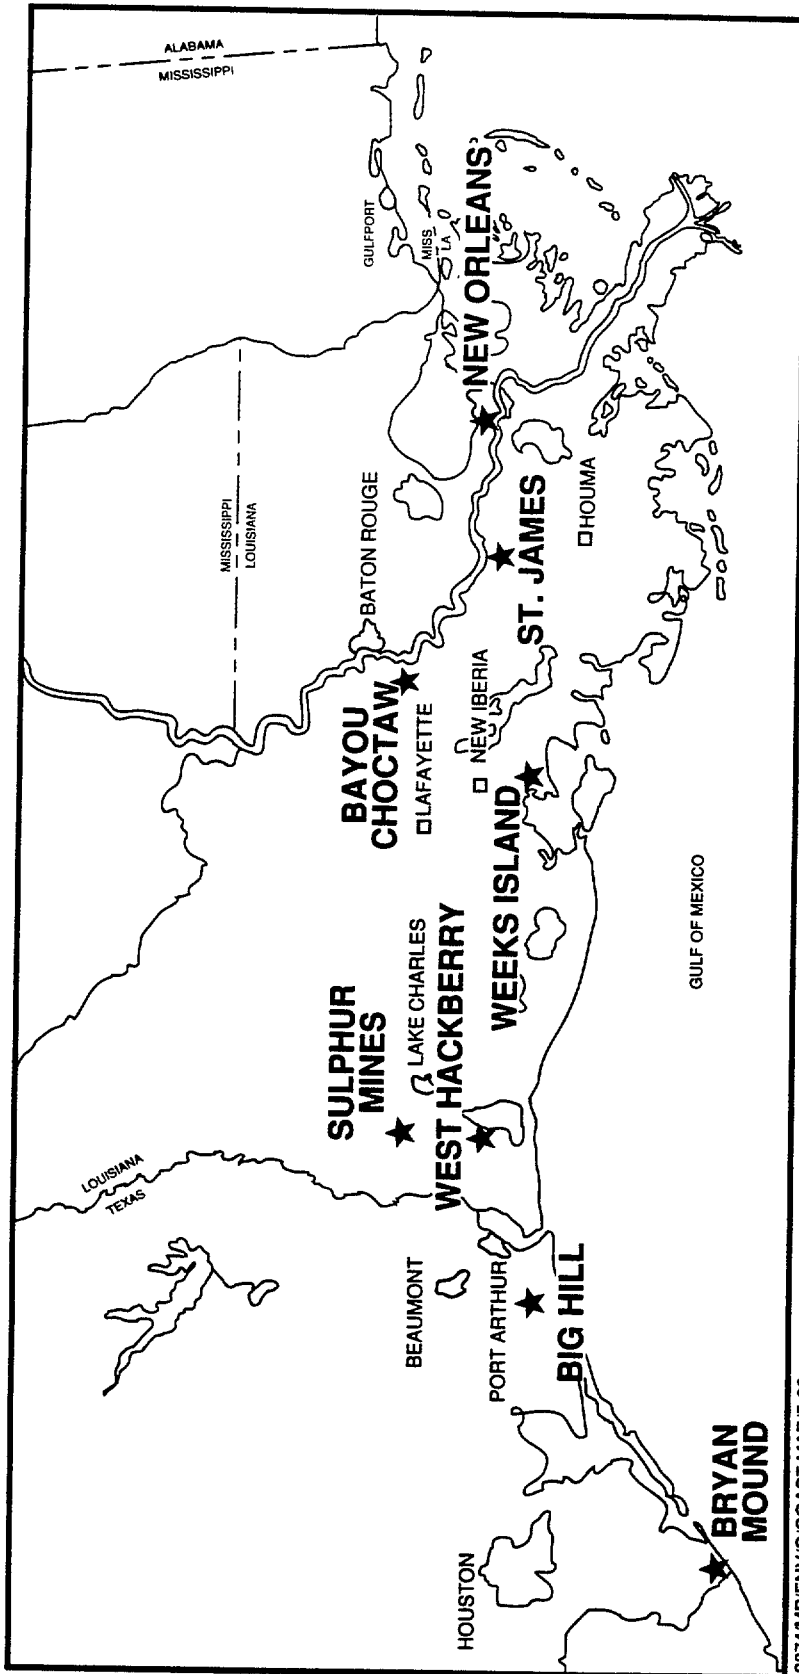 ALABAMA
MISSISSIPPI
GULFPORT
MISS
LA
NEW ORLEANS
MISSISSIPPI
LOUISIANA
BATON ROUGE
ST. JAMES
HOUMA
BAYOU
CHOCTAW
LAFAYETTE
NEW IBERIA
WEEKS ISLAND
GULF OF MEXICO
SULPHUR
MINES
LAKE CHARLES
WEST HACKBERRY
LOUISIANA
TEXAS
BEAUMONT
PORT ARTHUR
BIG HILL
HOUSTON
BRYAN
MOUND